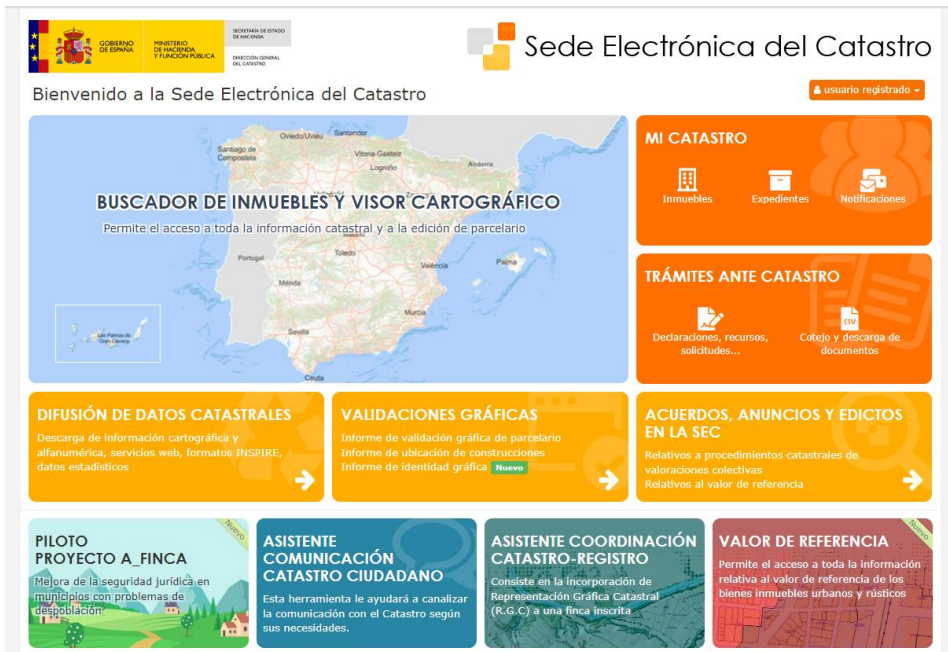 GOBIERNO
DE ESPAÑA
MINISTERIO
DE HACIENDA
Y FUNCIÓN PÚBLICA
SECRETARÍA DE ESTADO
DE HACIENDA
DIRECCIÓN GENERAL
DEL CATASTRO
Sede Electrónica del Catastro
Bienvenido a la Sede Electrónica del Catastro
usuario registrado
Oviedo/Uviéu
Santander
Santiago de
Compostela
Vitoria-Gasteiz
Logroño
Andorra
BUSCADOR DE INMUEBLES Y VISOR CARTOGRÁFICO
Permite el acceso a toda la información catastral y a la edición de parcelario
Portugal
Toledo
València
Palma
Mérida
Murcia
Las Palmas de
Gran Canaria
Sevilla
Ceuta
MI CATASTRO
Inmuebles
Expedientes
Notificaciones
TRÁMITES ANTE CATASTRO
CSV
Declaraciones, recursos,
solicitudes...
Cotejo y descarga de
documentos
DIFUSIÓN DE DATOS CATASTRALES
Descarga de información cartográfica y
alfanumérica, servicios web, formatos INSPIRE,
datos estadísticos
VALIDACIONES GRÁFICAS
Informe de validación gráfica de parcelario
Informe de ubicación de construcciones
Informe de identidad gráfica Nuevo
ACUERDOS, ANUNCIOS Y EDICTOS
EN LA SEC
Relativos a procedimientos catastrales de
valoraciones colectivas
Relativos al valor de referencia
Nuevo
PILOTO
PROYECTO A_FINCA
Mejora de la seguridad jurídica en
municipios con problemas de
despoblación
ASISTENTE
COMUNICACIÓN
CATASTRO CIUDADANO
Esta herramienta le ayudará a canalizar
la comunicación con el Catastro según
sus necesidades.
ASISTENTE COORDINACIÓN
CATASTRO-REGISTRO
Consiste en la incorporación de
Representación Gráfica Catastral
(R.G.C) a una finca inscrita
Nuevo
VALOR DE REFERENCIA
Permite el acceso a toda la información
relativa al valor de referencia de los
bienes inmuebles urbanos y rústicos